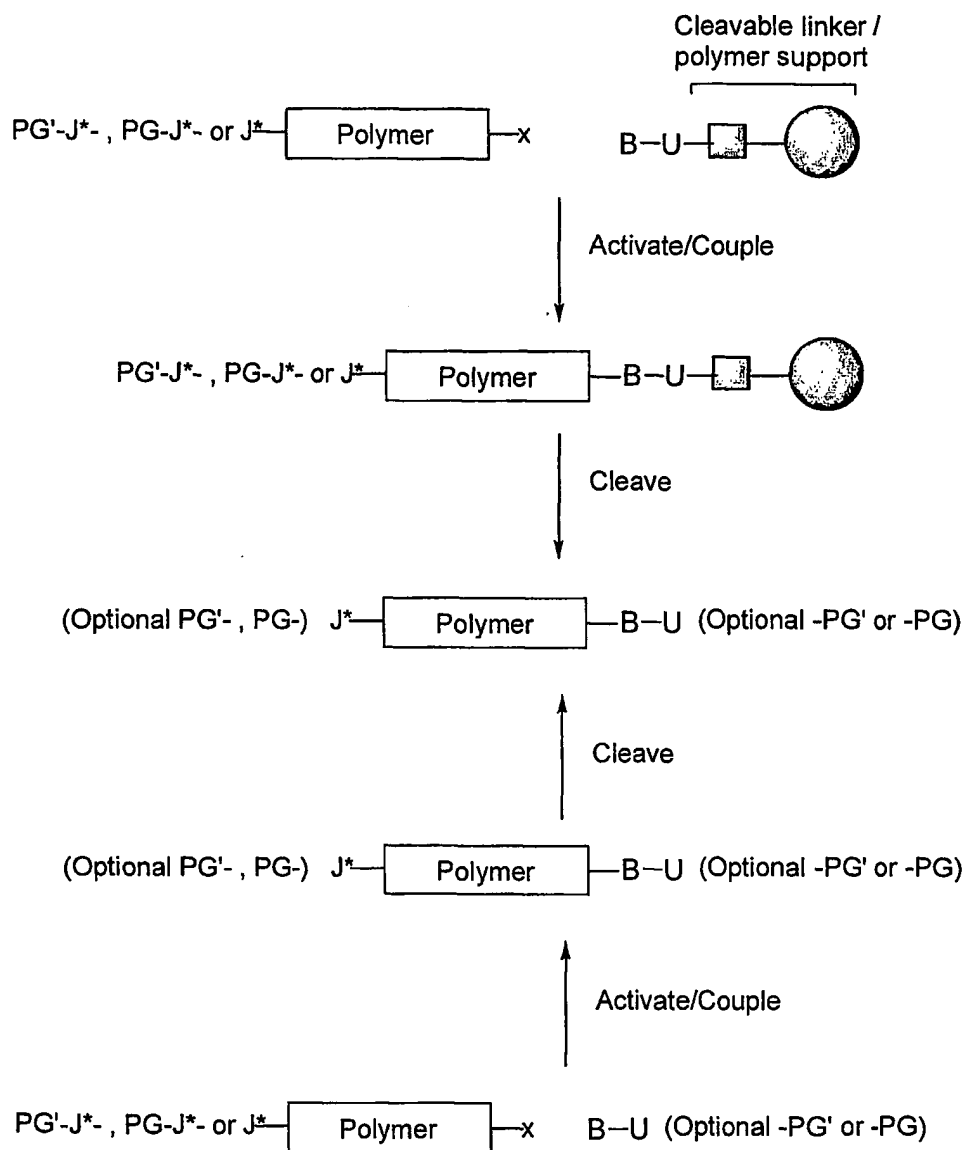 Cleavable linker /
polymer support
PG'-J*- , PG-J*- or J* Polymer x B-U
Activate/Couple
PG'-J*- , PG-J*- or J* Polymer B-U
Cleave
(Optional PG'- , PG-) J* Polymer B-U (Optional -PG' or -PG)
Cleave
(Optional PG'- , PG-) J* Polymer B-U (Optional -PG' or -PG)
Activate/Couple
PG'-J*- , PG-J*- or J* Polymer x B-U (Optional -PG' or -PG)